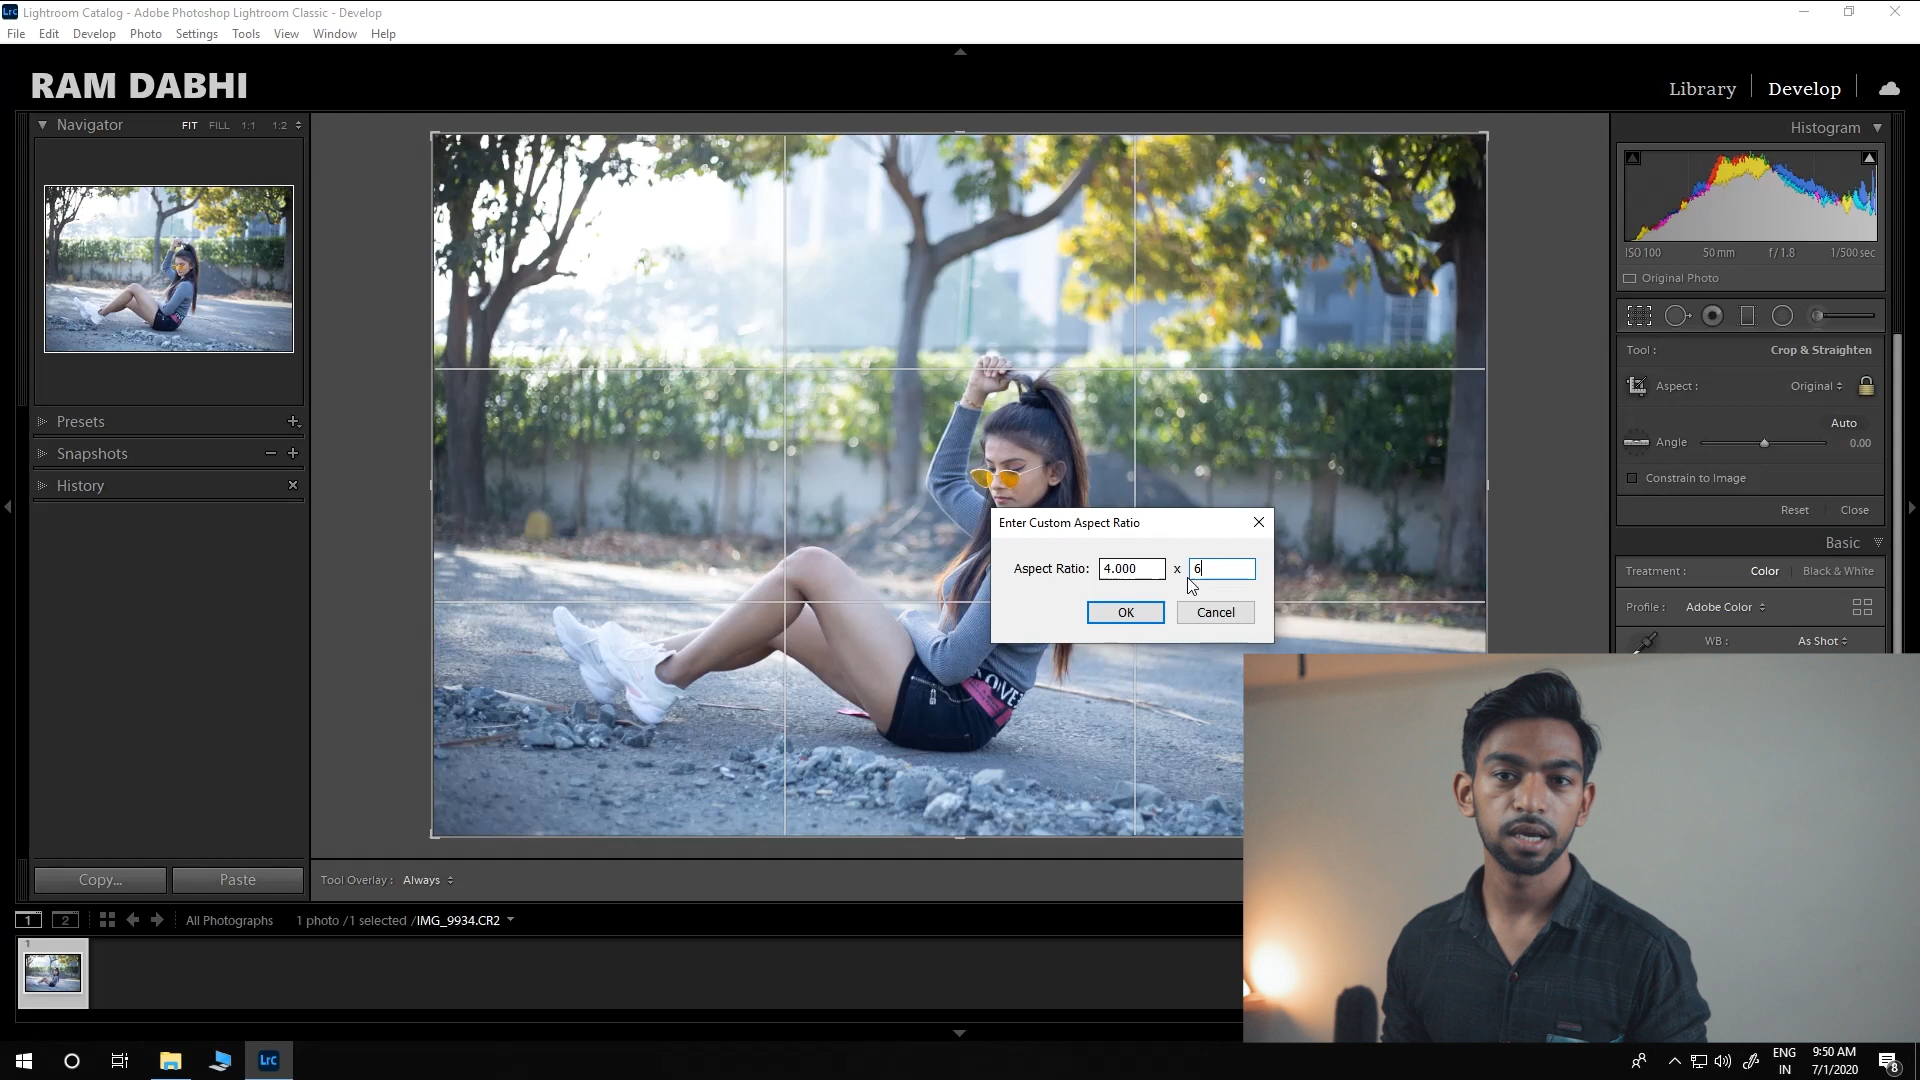 Lrc Lightroom Catalog - Adobe Photoshop Lightroom Classic - Develop
File Edit Develop Photo Settings Tools View Window Help
RAM DABHI
Library Develop
Navigator FIT FILL 1:1 1:2
Histogram
ISO 100 50 mm f / 1.8 1/500 sec
Original Photo
Tool : Crop & Straighten
Aspect : Original
Auto
Angle 0.00
Constrain to Image
Reset Close
Basic
Treatment : Color Black & White
Profile : Adobe Color
WB : As Shot
Presets
Snapshots
History
Enter Custom Aspect Ratio
Aspect Ratio: 4.000 x 6
OK Cancel
Copy... Paste
Tool Overlay : Always
1 2 All Photographs 1 photo / 1 selected / IMG_9934.CR2
1
Lrc
ENG
IN
9:50 AM
7/1/2020
8